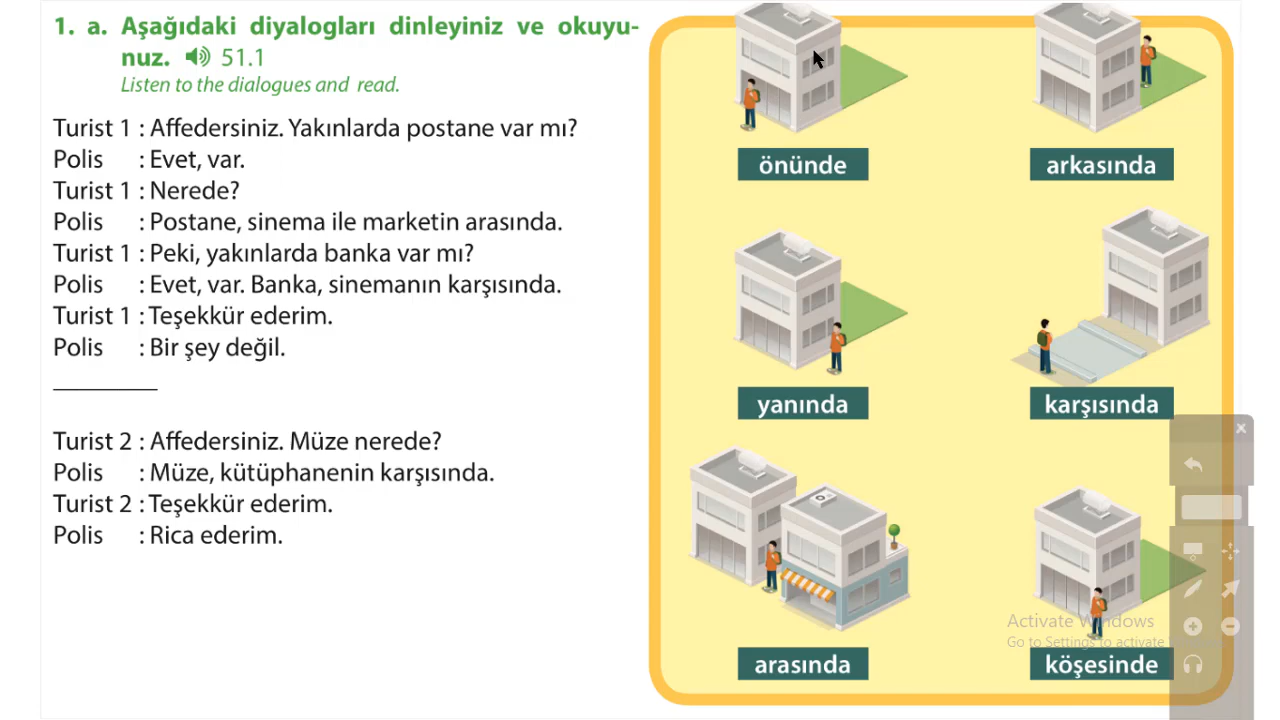 1. a. Aşağıdaki diyalogları dinleyiniz ve okuyu-
nuz. 51.1
Listen to the dialogues and read.
Turist 1 : Affedersiniz. Yakınlarda postane var mı?
Polis : Evet, var.
Turist 1 : Nerede?
Polis : Postane, sinema ile marketin arasında.
Turist 1 : Peki, yakınlarda banka var mı?
Polis : Evet, var. Banka, sinemanın karşısında.
Turist 1 : Teşekkür ederim.
Polis : Bir şey değil.
Turist 2 : Affedersiniz. Müze nerede?
Polis : Müze, kütüphanenin karşısında.
Turist 2 : Teşekkür ederim.
Polis : Rica ederim.
önünde
arkasında
yanında
karşısında
arasında
köşesinde
Activate Windows
Go to Settings to activate